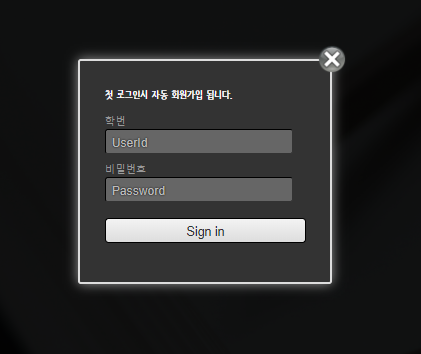 첫 로그인시 자동 회원가입 됩니다.
학번
UserId
비밀번호
Password
Sign in